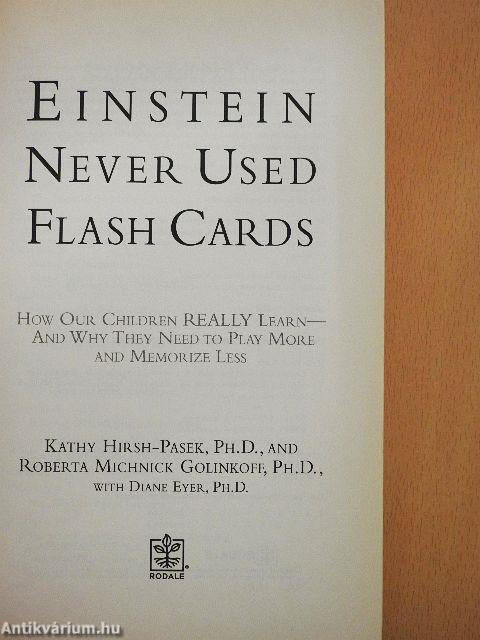 EINSTEIN
NEVER USED
FLASH CARDS
HOW OUR CHILDREN REALLY LEARN—
AND WHY THEY NEED TO PLAY MORE
AND MEMORIZE LESS
KATHY HIRSH-PASEK, PH.D., AND
ROBERTA MICHNICK GOLINKOFF, PH.D.,
WITH DIANE EYER, PH.D.
RODALE®
Antikvárium.hu